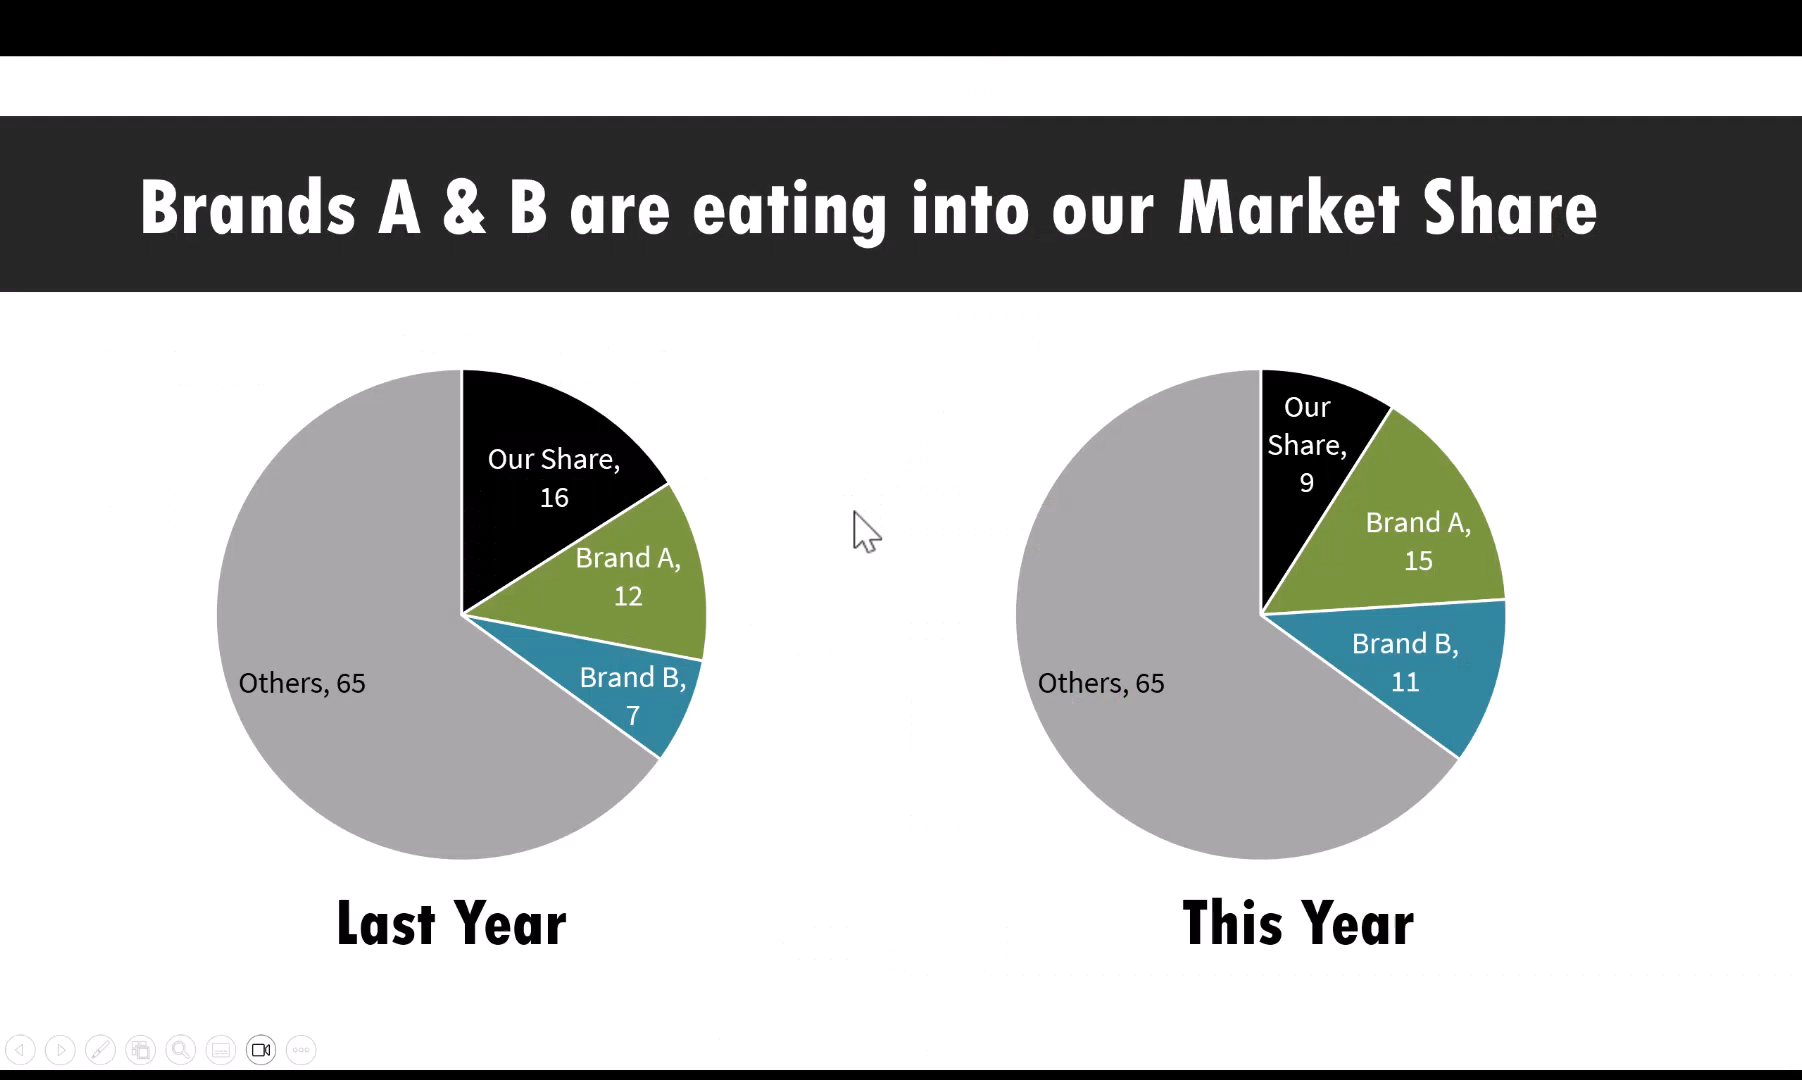 Brands A & B are eating into our Market Share
Our Share,
16
Brand A,
12
Brand B,
7
Others, 65
Last Year
Our
Share,
9
Brand A,
15
Brand B,
11
Others, 65
This Year